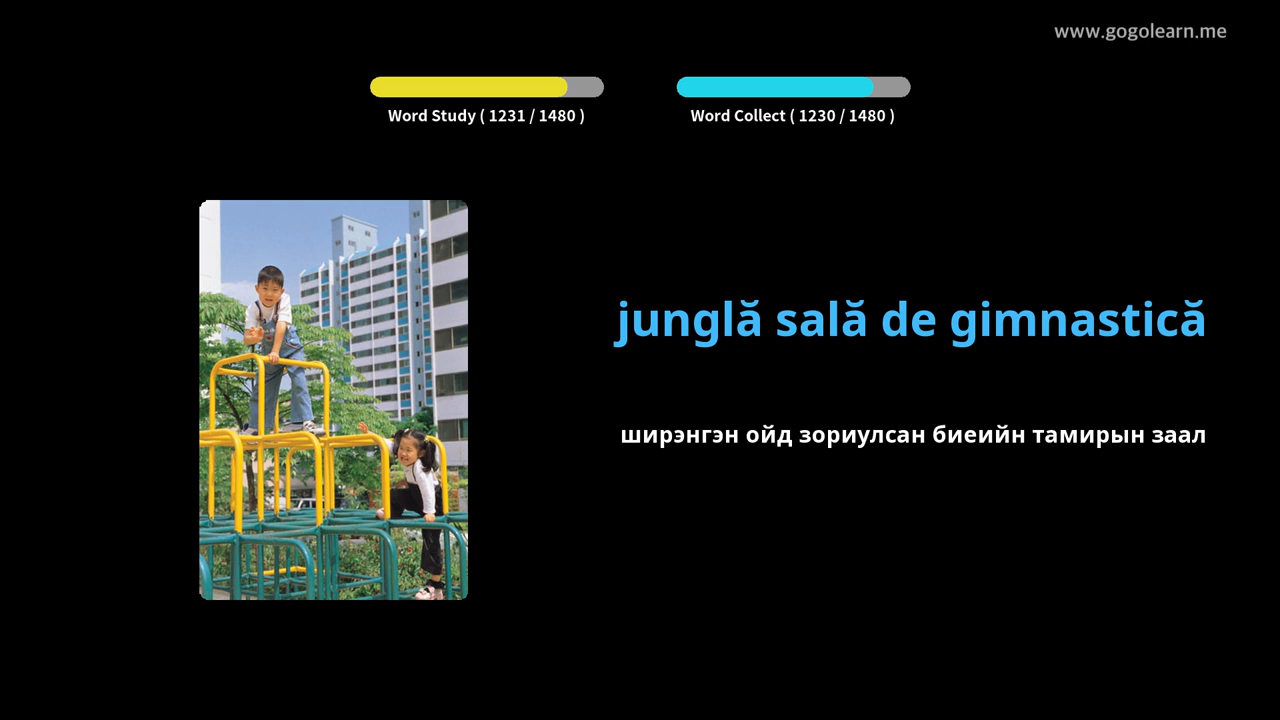 www.gogolearn.me
Word Study ( 1231 / 1480 )
Word Collect ( 1230 / 1480 )
junglă sală de gimnastică
ширэнгэн ойд зориулсан биеийн тамирын заал